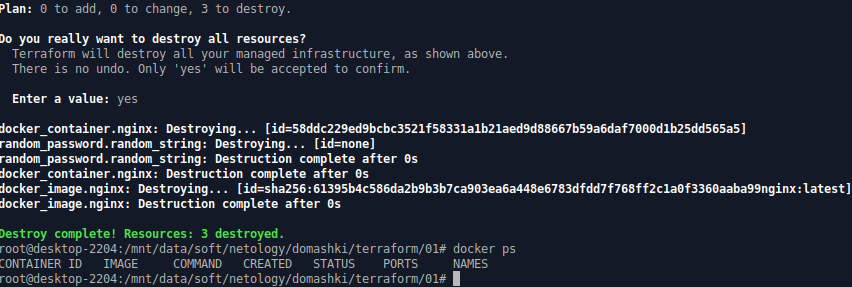 Plan: 0 to add, 0 to change, 3 to destroy.
Do you really want to destroy all resources?
Terraform will destroy all your managed infrastructure, as shown above.
There is no undo. Only 'yes' will be accepted to confirm.
Enter a value: yes
docker_container.nginx: Destroying... [id=58ddc229ed9bcbc3521f58331a1b21aed9d88667b59a6daf7000d1b25dd565a5]
random_password.random_string: Destroying... [id=none]
random_password.random_string: Destruction complete after 0s
docker_container.nginx: Destruction complete after 0s
docker_image.nginx: Destroying... [id=sha256:61395b4c586da2b9b3b7ca903ea6a448e6783dfdd7f768ff2c1a0f3360aaba99nginx:latest]
docker_image.nginx: Destruction complete after 0s
Destroy complete! Resources: 3 destroyed.
root@desktop-2204:/mnt/data/soft/netology/domashki/terraform/01# docker ps
CONTAINER ID IMAGE COMMAND CREATED STATUS PORTS NAMES
root@desktop-2204:/mnt/data/soft/netology/domashki/terraform/01#